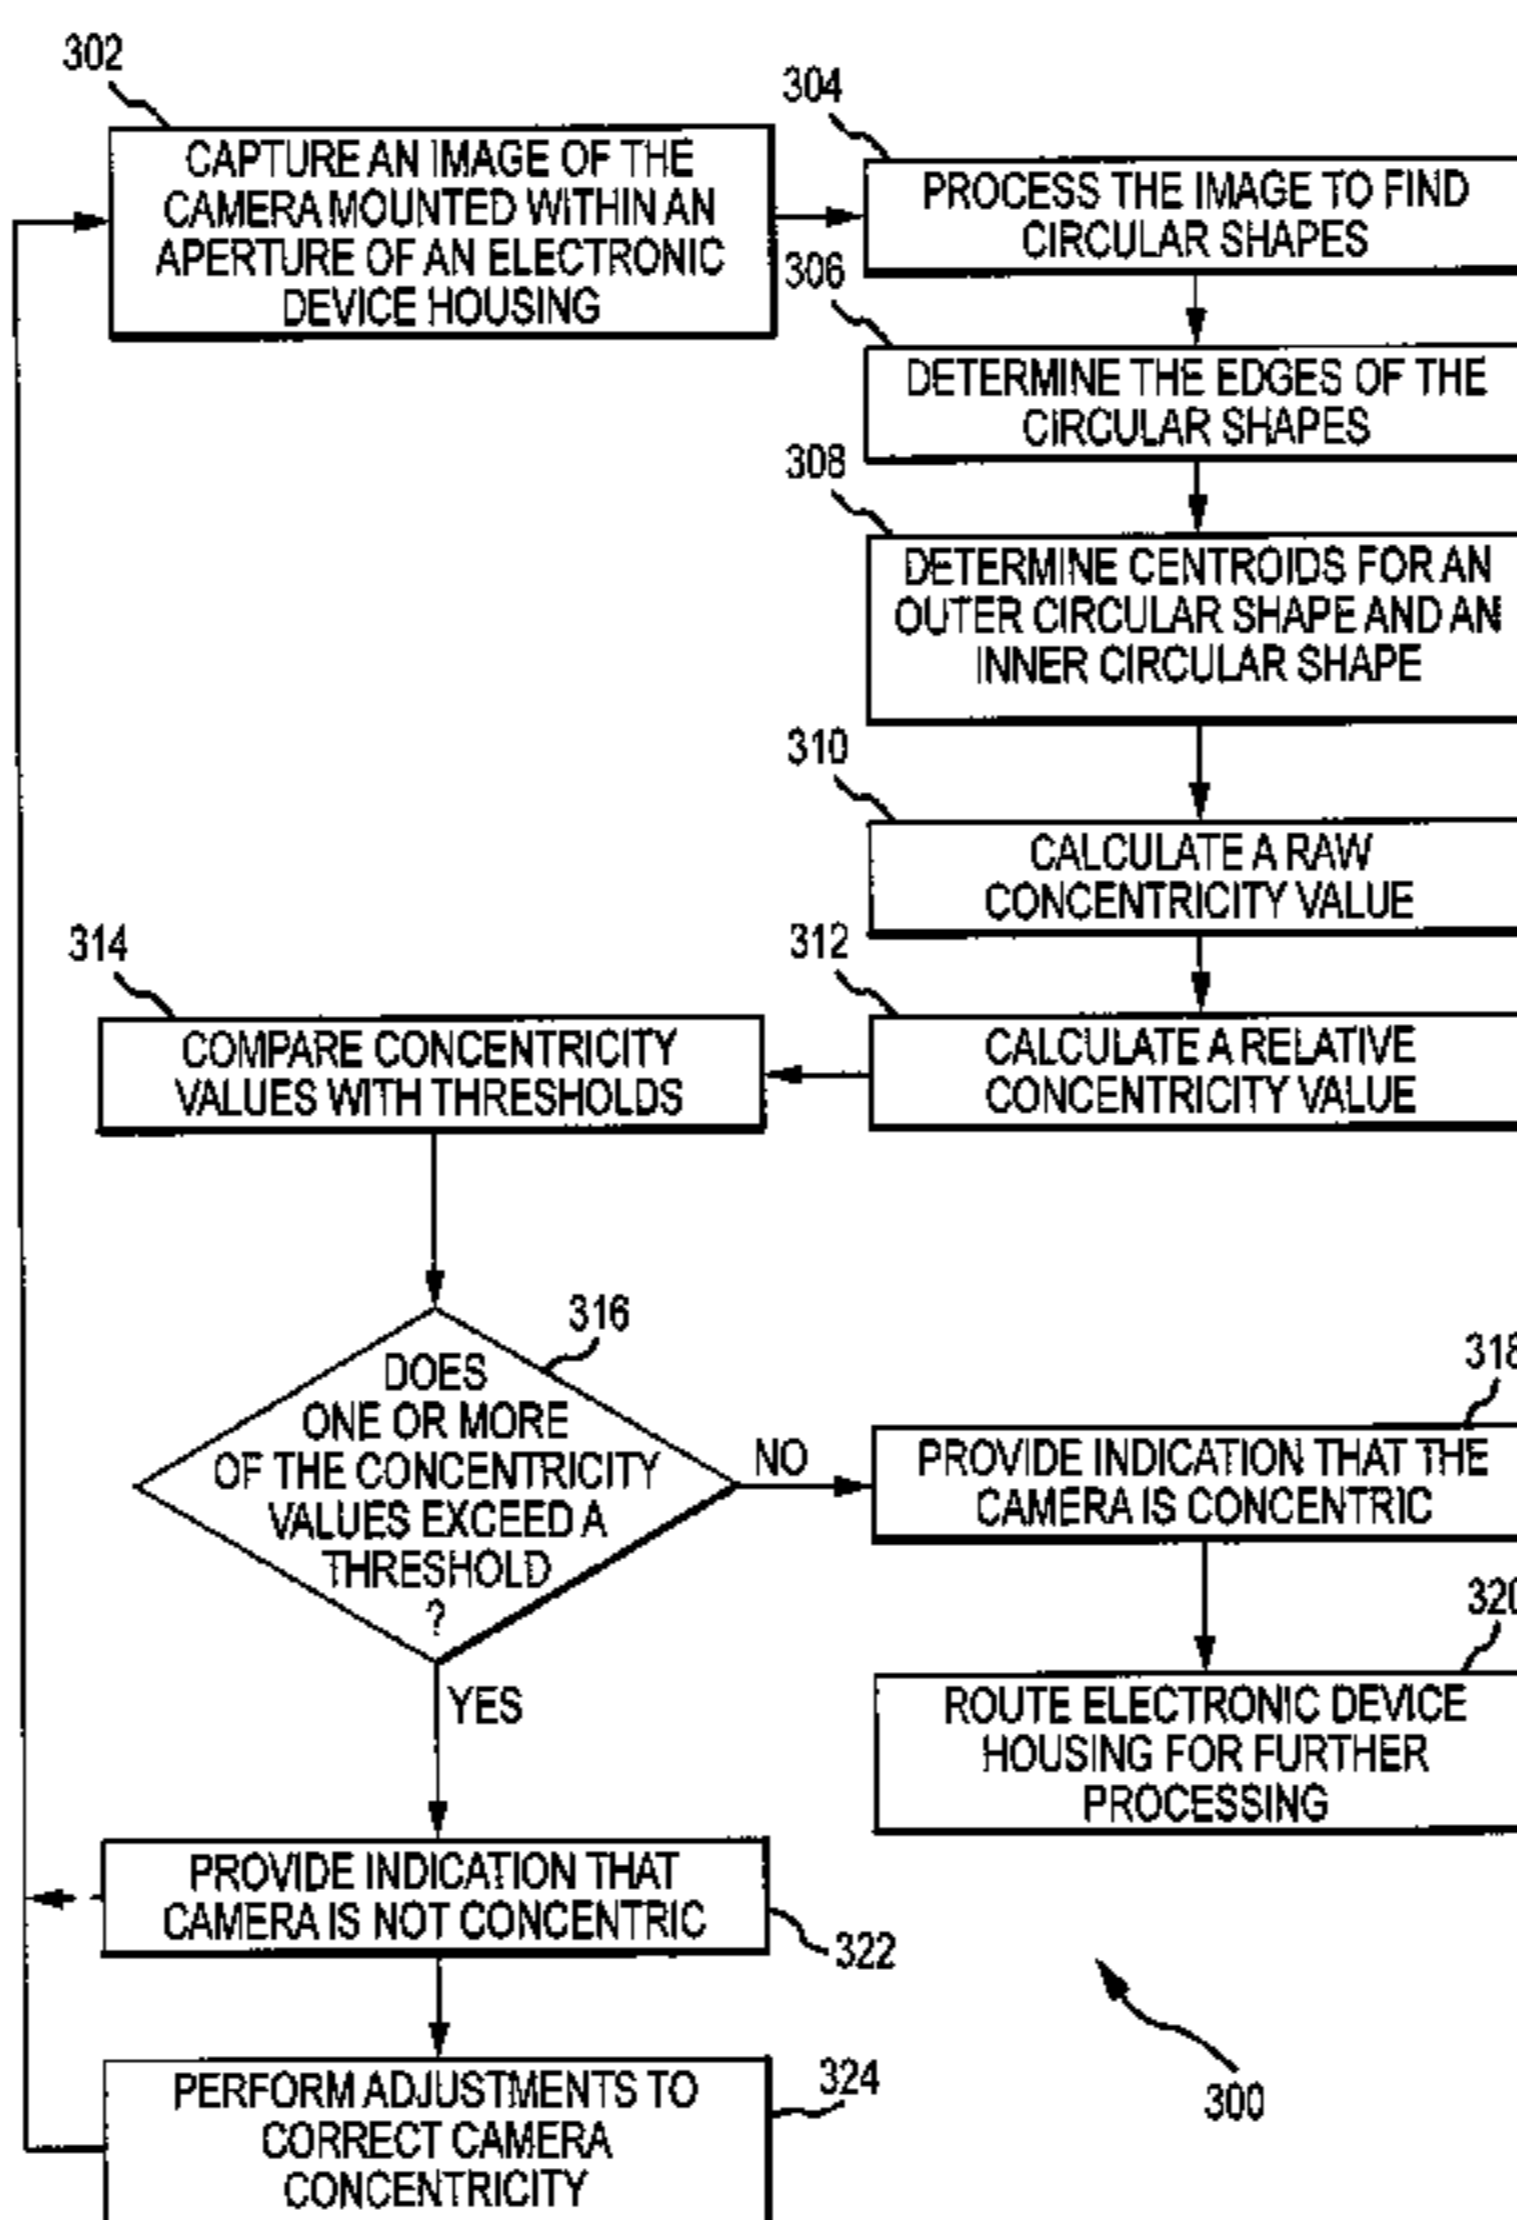 302
CAPTURE AN IMAGE OF THE
CAMERA MOUNTED WITHIN AN
APERTURE OF AN ELECTRONIC
DEVICE HOUSING
304
PROCESS THE IMAGE TO FIND
CIRCULAR SHAPES
306
DETERMINE THE EDGES OF THE
CIRCULAR SHAPES
308
DETERMINE CENTROIDS FOR AN
OUTER CIRCULAR SHAPE AND AN
INNER CIRCULAR SHAPE
310
CALCULATE A RAW
CONCENTRICITY VALUE
312
CALCULATE A RELATIVE
CONCENTRICITY VALUE
314
COMPARE CONCENTRICITY
VALUES WITH THRESHOLDS
316
DOES
ONE OR MORE
OF THE CONCENTRICITY
VALUES EXCEED A
THRESHOLD
?
NO
318
PROVIDE INDICATION THAT THE
CAMERA IS CONCENTRIC
320
ROUTE ELECTRONIC DEVICE
HOUSING FOR FURTHER
PROCESSING
YES
PROVIDE INDICATION THAT
CAMERA IS NOT CONCENTRIC
322
PERFORM ADJUSTMENTS TO
CORRECT CAMERA
CONCENTRICITY
324
300